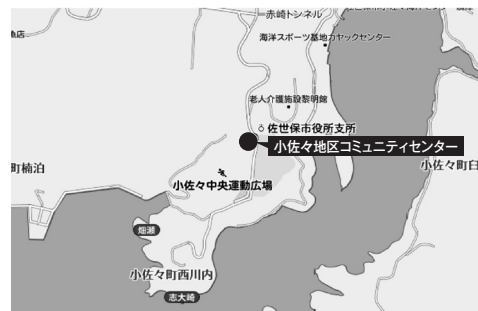 赤崎トンネル
魚店
海洋スポーツ基地カヤックセンター
老人介護施設黎明館
佐世保市役所支所
小佐々地区コミュニティセンター
町楠泊
小佐々中央運動広場
小佐々町臼
畑瀬
小佐々町西川内
志大崎